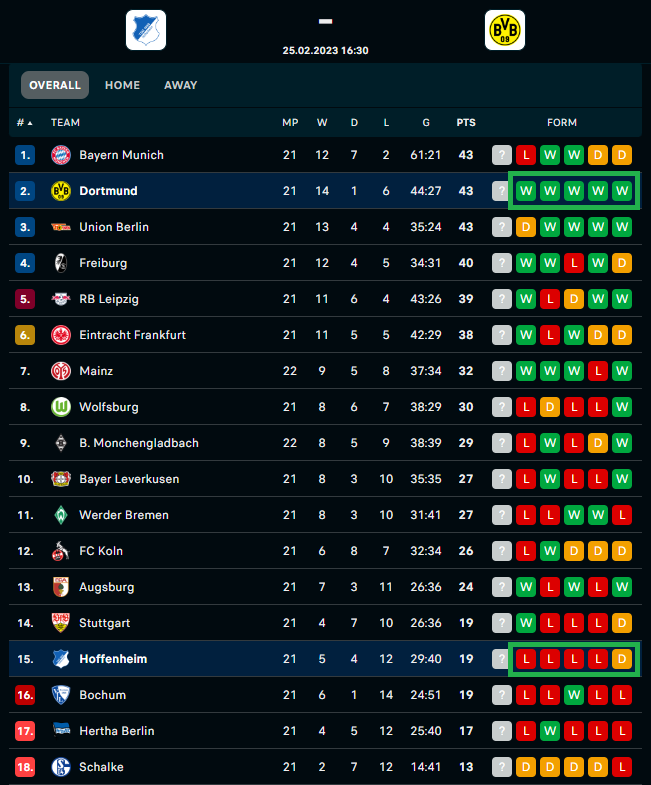 BVB
09
25.02.2023 16:30
OVERALL HOME AWAY
# TEAM MP W D L G PTS FORM
1. Bayern Munich 21 12 7 2 61:21 43 ? L W W D D
2. Dortmund 21 14 1 6 44:27 43 ? W W W W W
3. Union Berlin 21 13 4 4 35:24 43 ? D W W W W
4. Freiburg 21 12 4 5 34:31 40 ? W W L W D
5. RB Leipzig 21 11 6 4 43:26 39 ? W L D W W
6. Eintracht Frankfurt 21 11 5 5 42:29 38 ? W L W D D
7. Mainz 22 9 5 8 37:34 32 ? W W W L W
8. Wolfsburg 21 8 6 7 38:29 30 ? L D L L W
9. B. Monchengladbach 22 8 5 9 38:39 29 ? L W L D W
10. Bayer Leverkusen 21 8 3 10 35:35 27 ? L W L L W
11. Werder Bremen 21 8 3 10 31:41 27 ? L L W W L
12. FC Koln 21 6 8 7 32:34 26 ? L W D D D
13. Augsburg 21 7 3 11 26:36 24 ? W L W L W
14. Stuttgart 21 4 7 10 26:36 19 ? W L L L D
15. Hoffenheim 21 5 4 12 29:40 19 ? L L L L D
16. Bochum 21 6 1 14 24:51 19 ? L L W L L
17. Hertha Berlin 21 4 5 12 25:40 17 ? L W L L L
18. Schalke 21 2 7 12 14:41 13 ? D D D D L